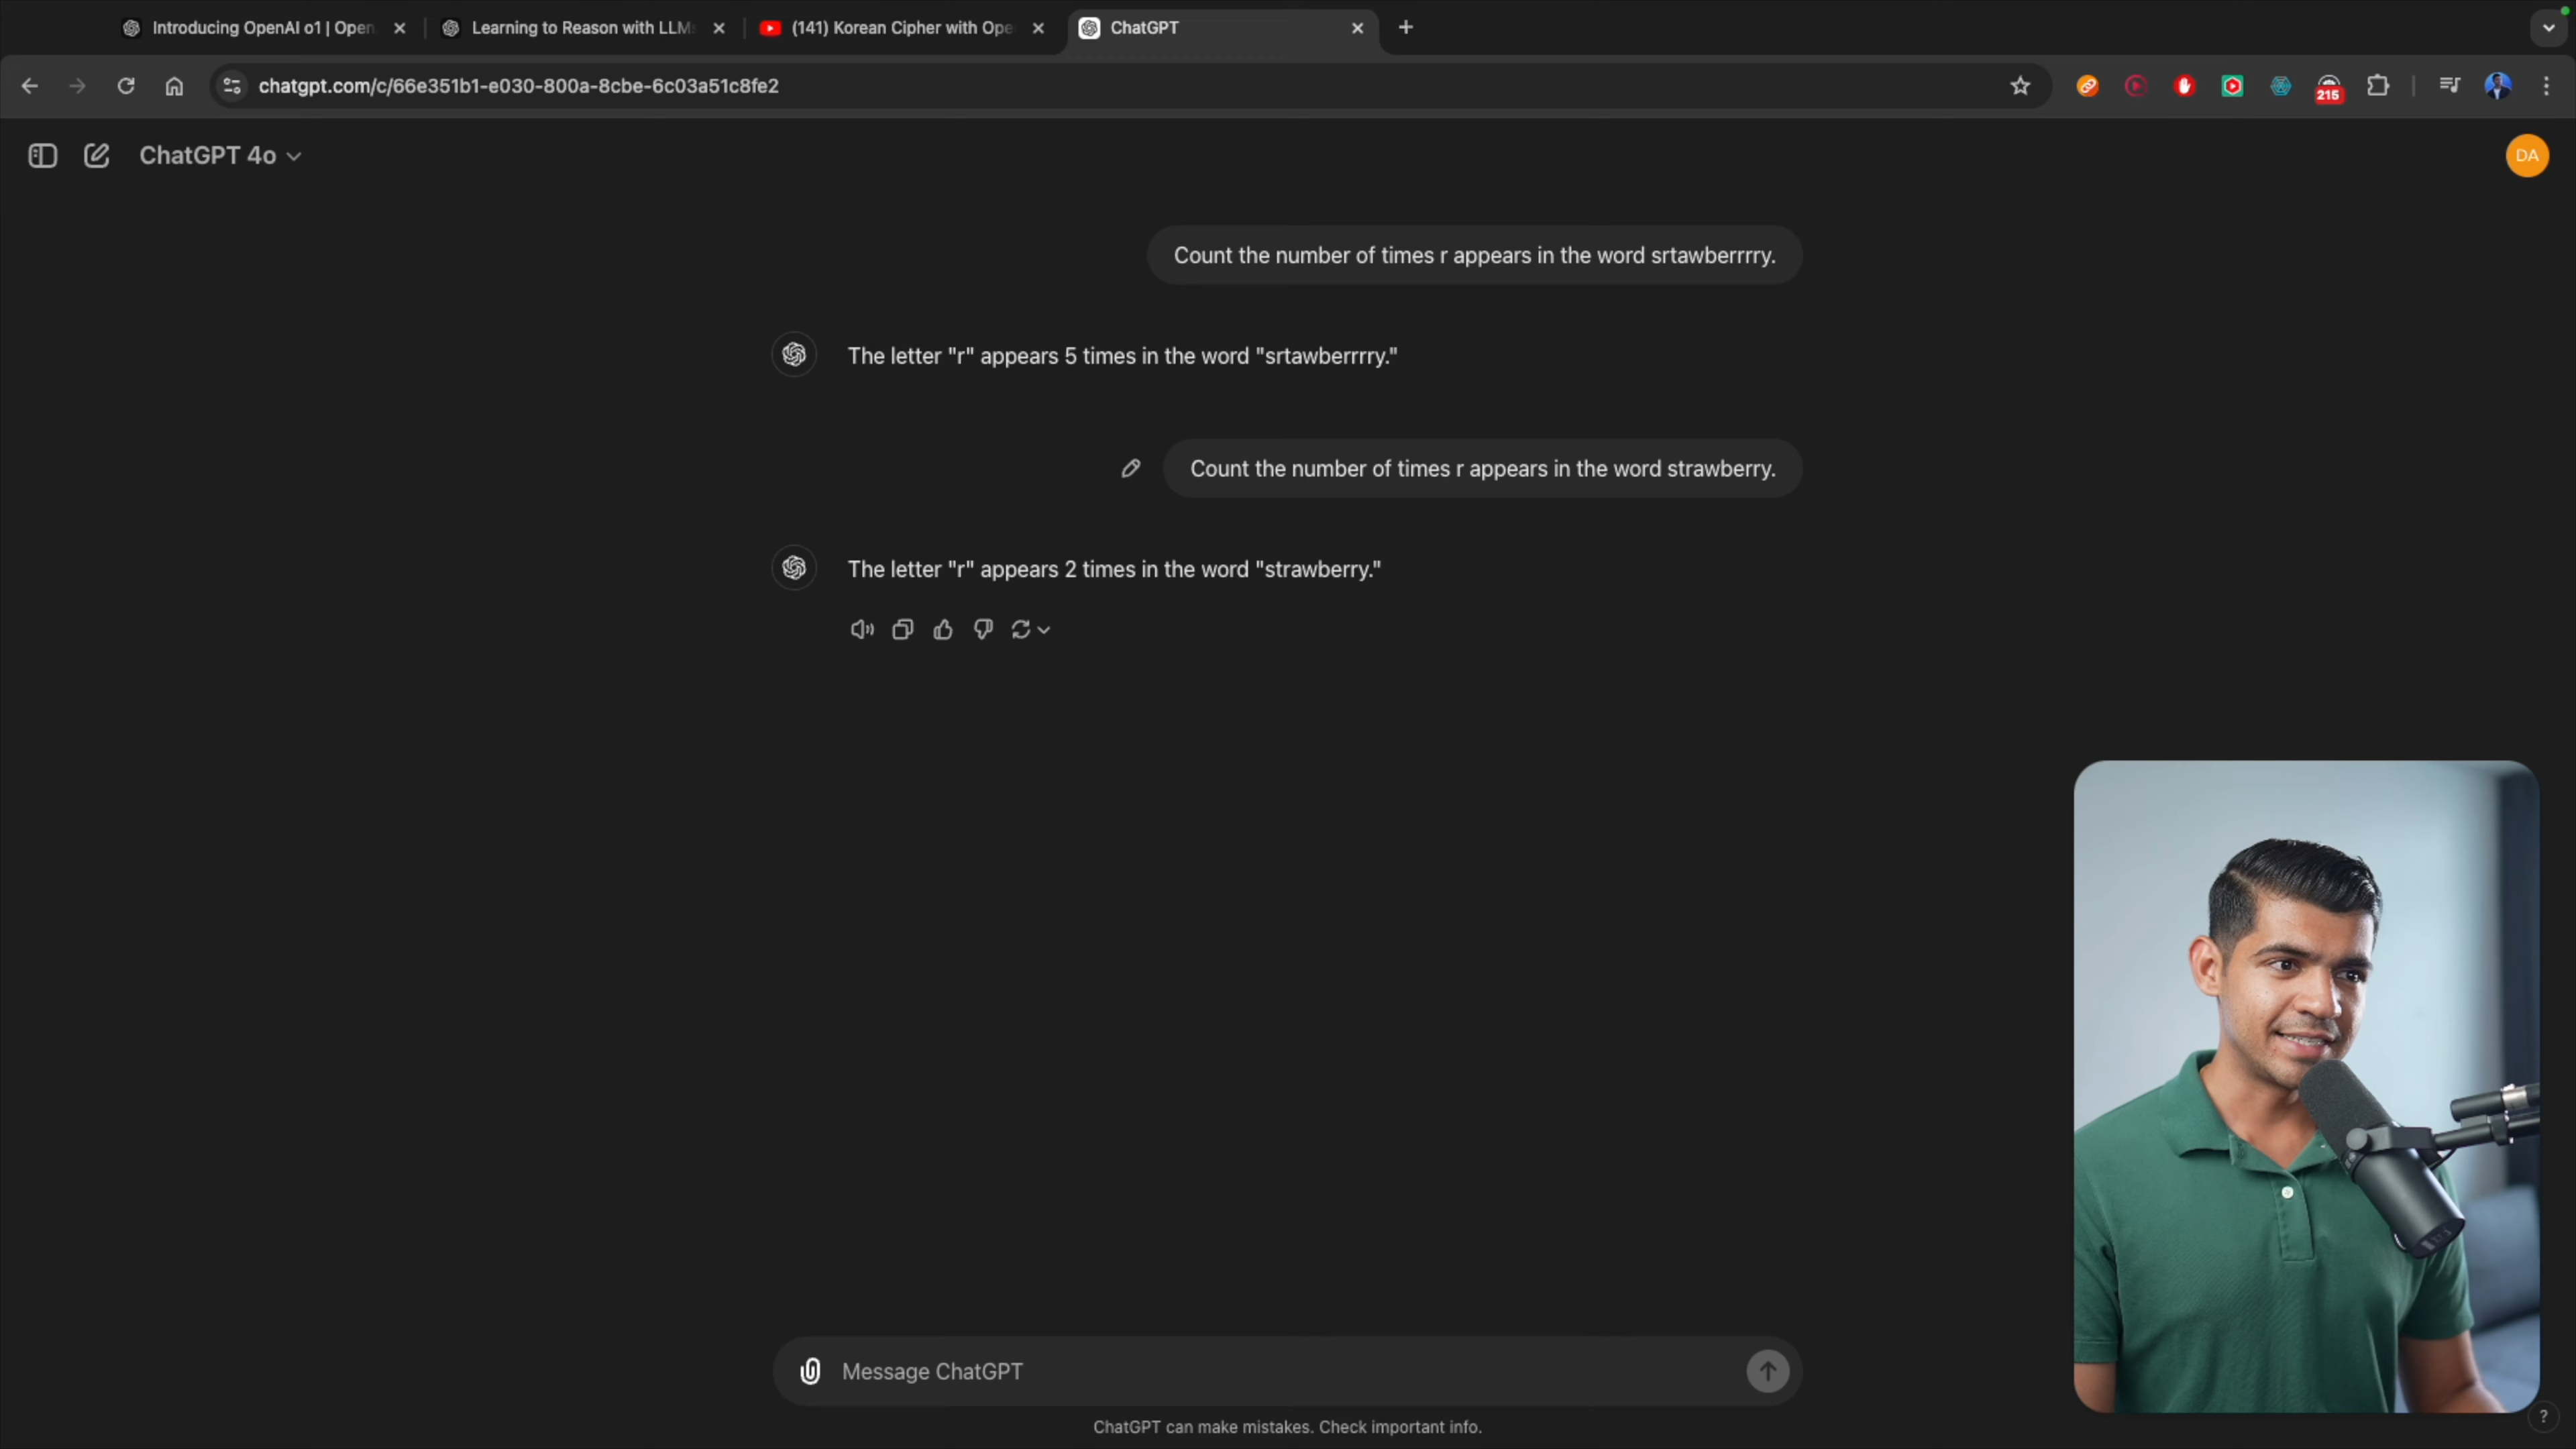 Introducing OpenAI o1 | Open
Learning to Reason with LLMs
(141) Korean Cipher with Ope
ChatGPT
chatgpt.com/c/66e351b1-e030-800a-8cbe-6c03a51c8fe2
215
ChatGPT 4o
DA
Count the number of times r appears in the word srtawberrrry.
The letter "r" appears 5 times in the word "srtawberrrry."
Count the number of times r appears in the word strawberry.
The letter "r" appears 2 times in the word "strawberry."
Message ChatGPT
ChatGPT can make mistakes. Check important info.
?